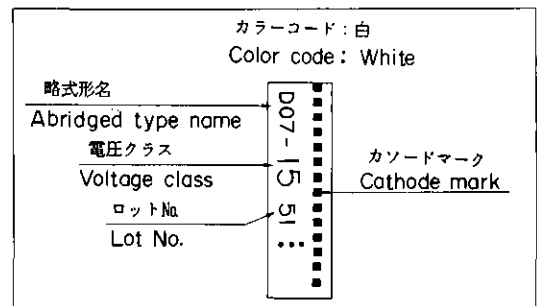 カラーコード：白
Color code： White
略式形名
Abridged type name
電圧クラス
Voltage class
ロットNo.
Lot No.
D07-15 51
カソードマーク
Cathode mark